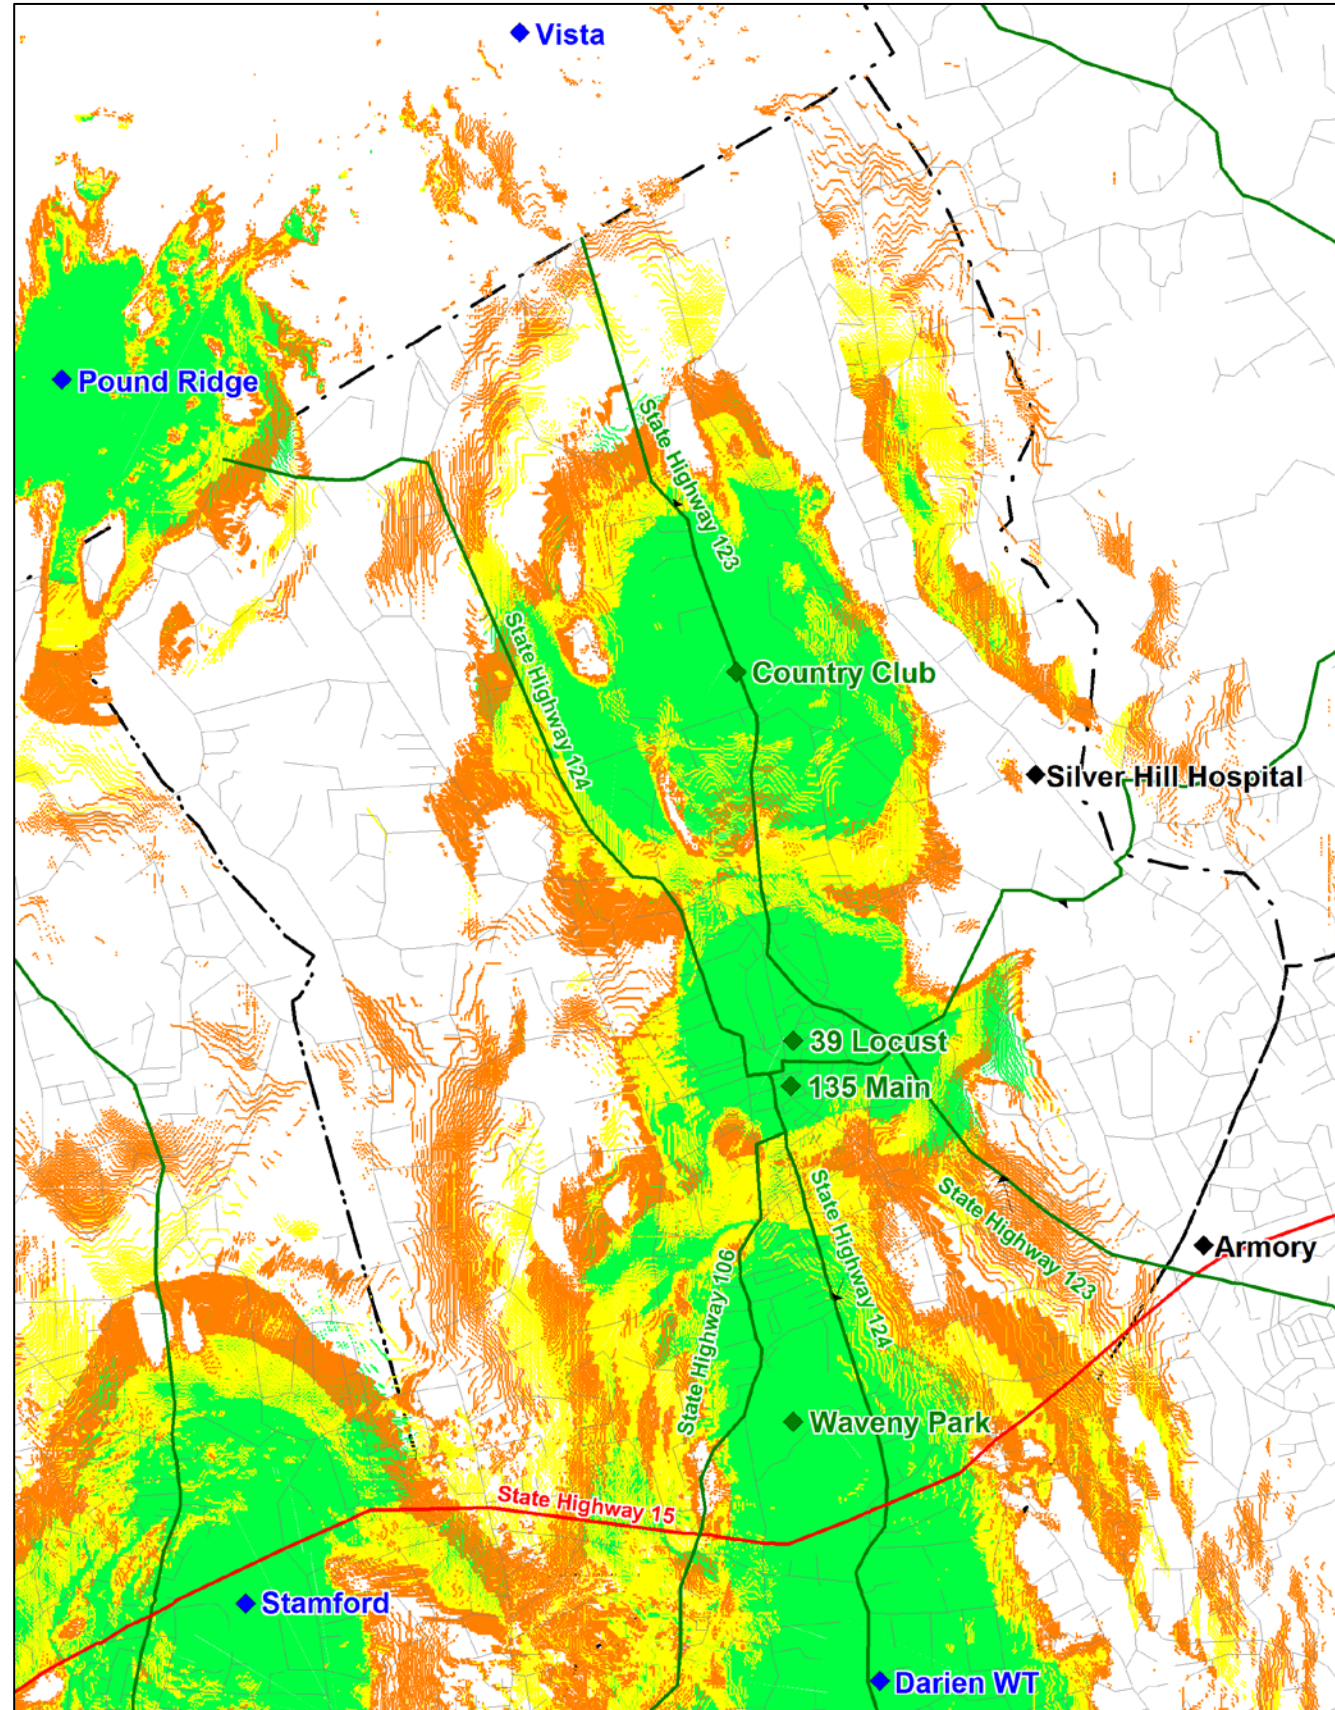 Vista
Pound Ridge
State Highway 123
State Highway 124
Country Club
Silver Hill Hospital
39 Locust
135 Main
State Highway 123
State Highway 124
Armory
State Highway 106
Waveny Park
State Highway 15
Stamford
Darien WT